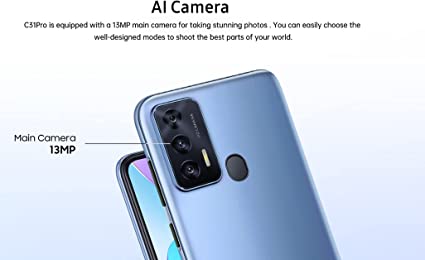 AI Camera
C31Pro is equipped with a 13MP main camera for taking stunning photos . You can easily choose the
well-designed modes to shoot the best parts of your world.
Main Camera
13MP